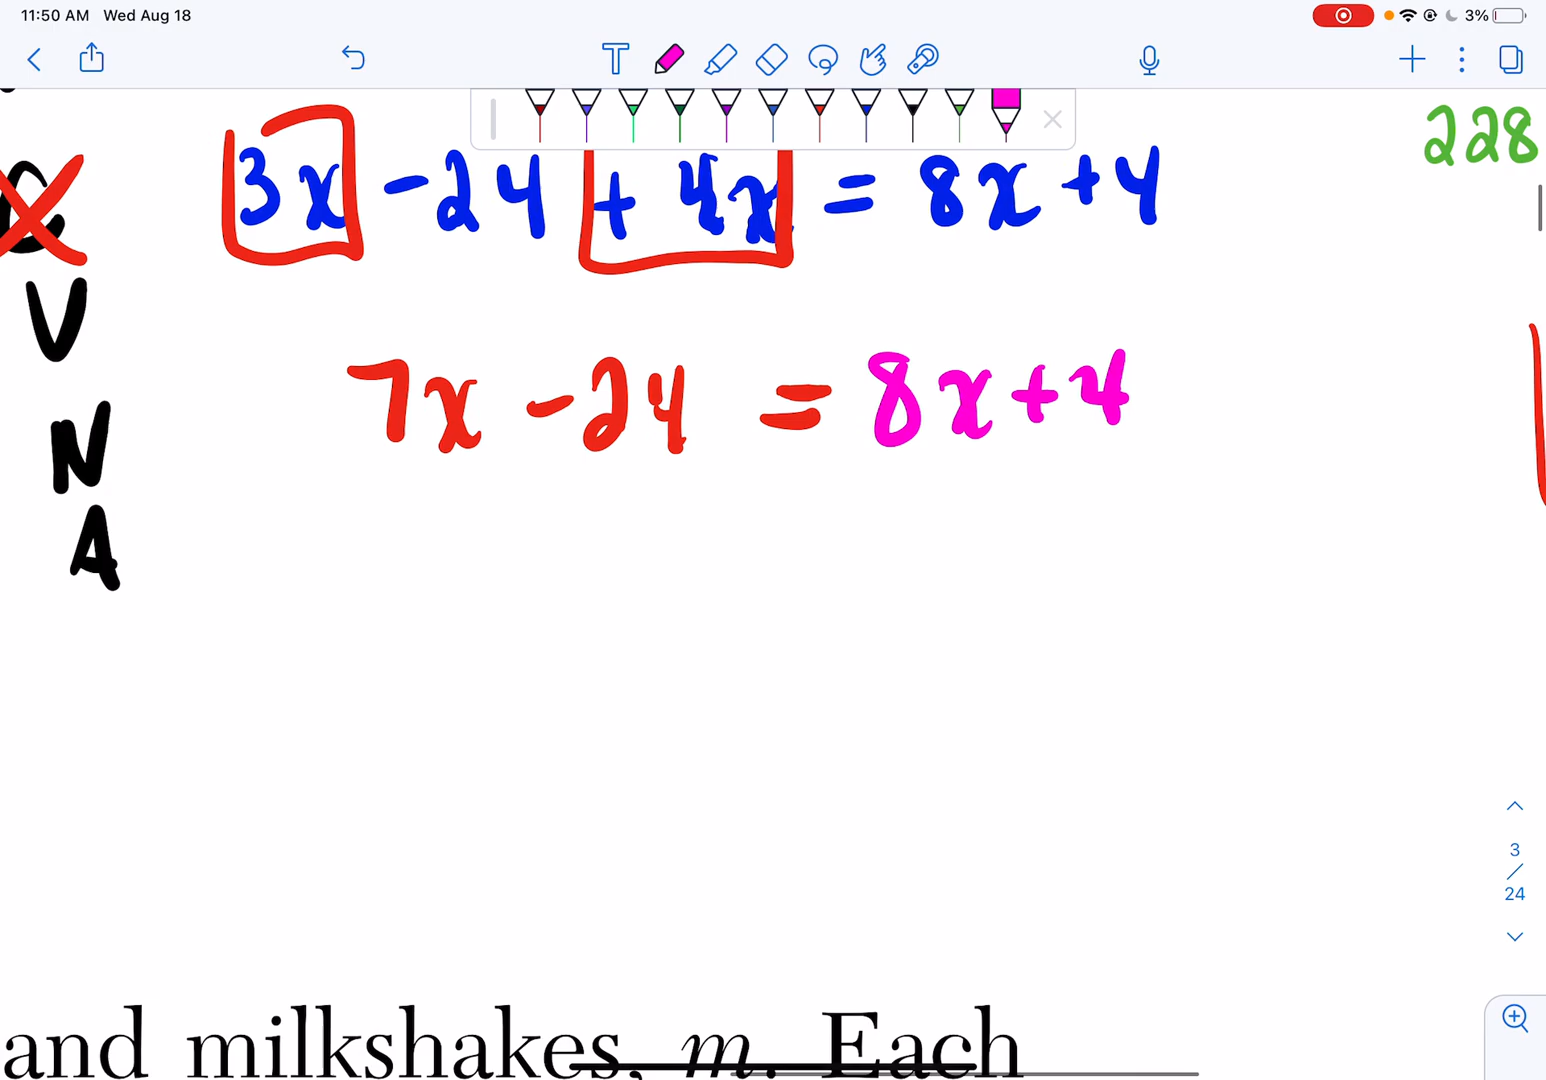 11:50 AM Wed Aug 18
3%
T
228
C 3x - 24 + 4x = 8x + 4
V
7x - 24 = 8x + 4
N
A
3
/
24
and milkshakes, m. Each